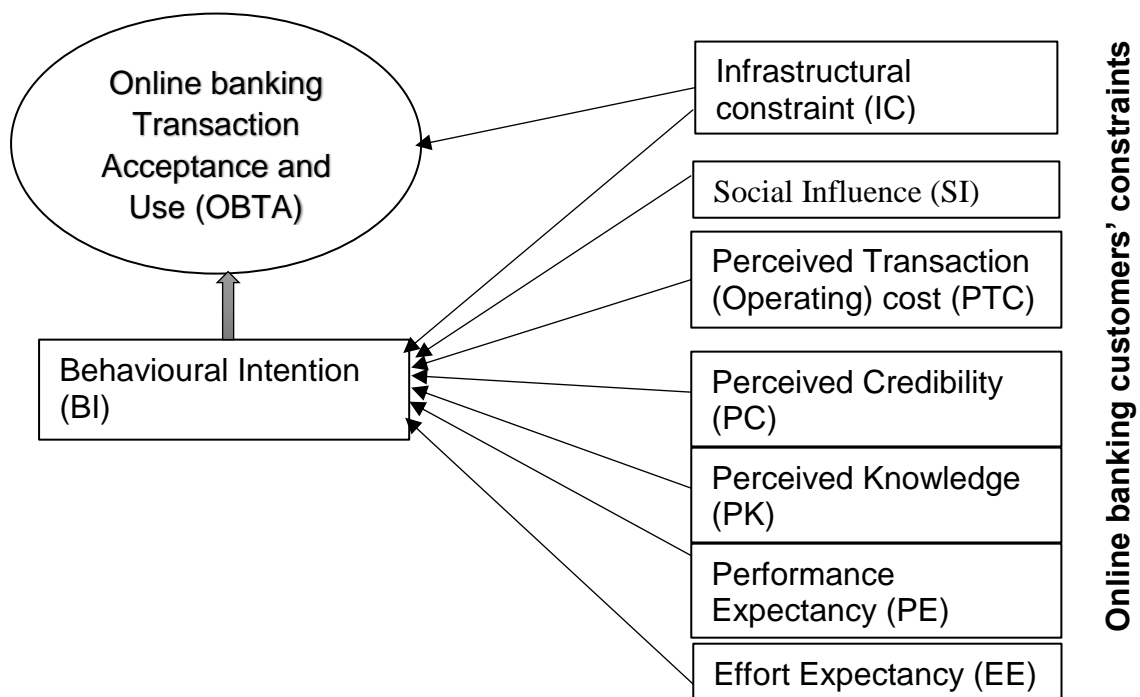 Online banking
Transaction
Acceptance and
Use (OBTA)
Behavioural Intention
(BI)
Infrastructural
constraint (IC)
Social Influence (SI)
Perceived Transaction
(Operating) cost (PTC)
Perceived Credibility
(PC)
Perceived Knowledge
(PK)
Performance
Expectancy (PE)
Effort Expectancy (EE)
Online banking customers’ constraints